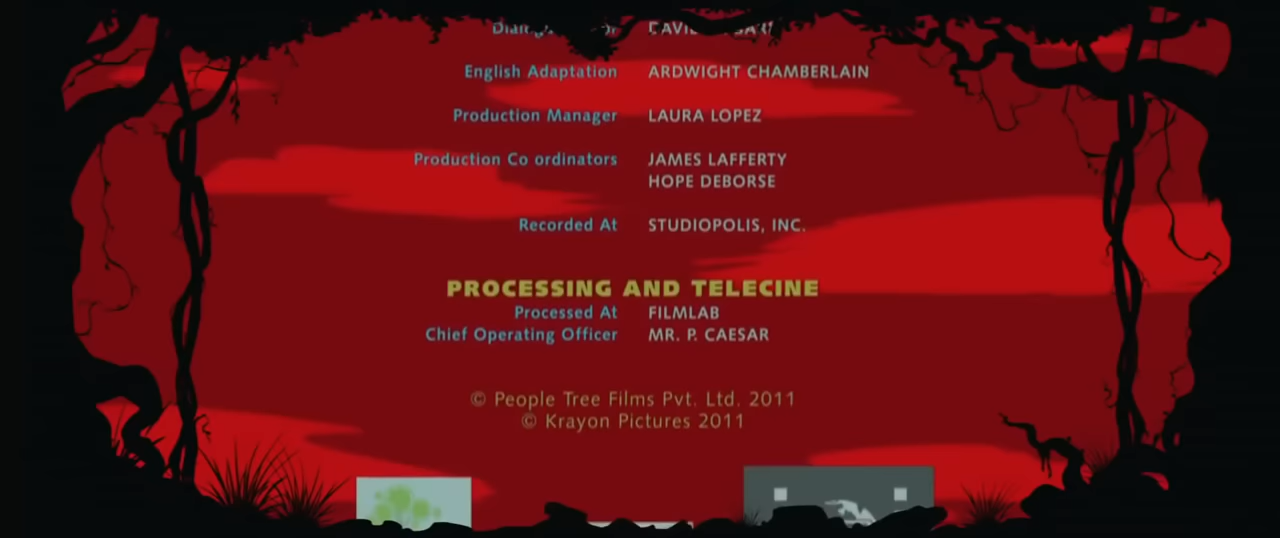 English Adaptation ARDWIGHT CHAMBERLAIN
Production Manager LAURA LOPEZ
Production Co ordinators JAMES LAFFERTY
HOPE DEBORSE
Recorded At STUDIOPOLIS, INC.
PROCESSING AND TELECINE
Processed At FILMLAB
Chief Operating Officer MR. P. CAESAR
© People Tree Films Pvt. Ltd. 2011
© Krayon Pictures 2011